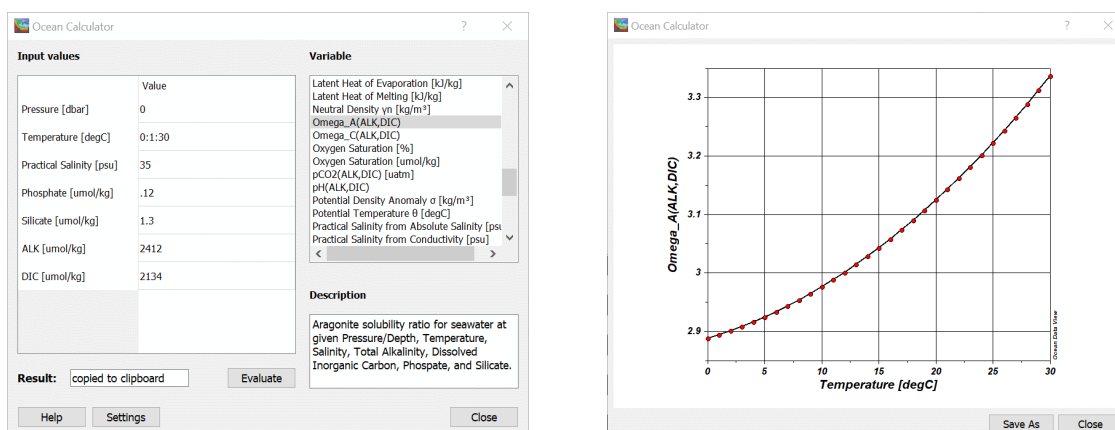 Ocean Calculator
Input values
Value
Pressure [dbar] 0
Temperature [degC] 0:1:30
Practical Salinity [psu] 35
Phosphate [umol/kg] .12
Silicate [umol/kg] 1.3
ALK [umol/kg] 2412
DIC [umol/kg] 2134
Result: copied to clipboard Evaluate
Help Settings
Variable
Latent Heat of Evaporation [kJ/kg]
Latent Heat of Melting [kJ/kg]
Neutral Density γn [kg/m³]
Omega_A(ALK,DIC)
Omega_C(ALK,DIC)
Oxygen Saturation [%]
Oxygen Saturation [umol/kg]
pCO2(ALK,DIC) [uatm]
pH(ALK,DIC)
Potential Density Anomaly σ [kg/m³]
Potential Temperature θ [degC]
Practical Salinity from Absolute Salinity [psu
Practical Salinity from Conductivity [psu]
Description
Aragonite solubility ratio for seawater at
given Pressure/Depth, Temperature,
Salinity, Total Alkalinity, Dissolved
Inorganic Carbon, Phospate, and Silicate.
Close
Ocean Calculator
Omega_A(ALK,DIC)
3.3
3.2
3.1
3
2.9
0 5 10 15 20 25 30
Temperature [degC]
Ocean Data View
Save As Close